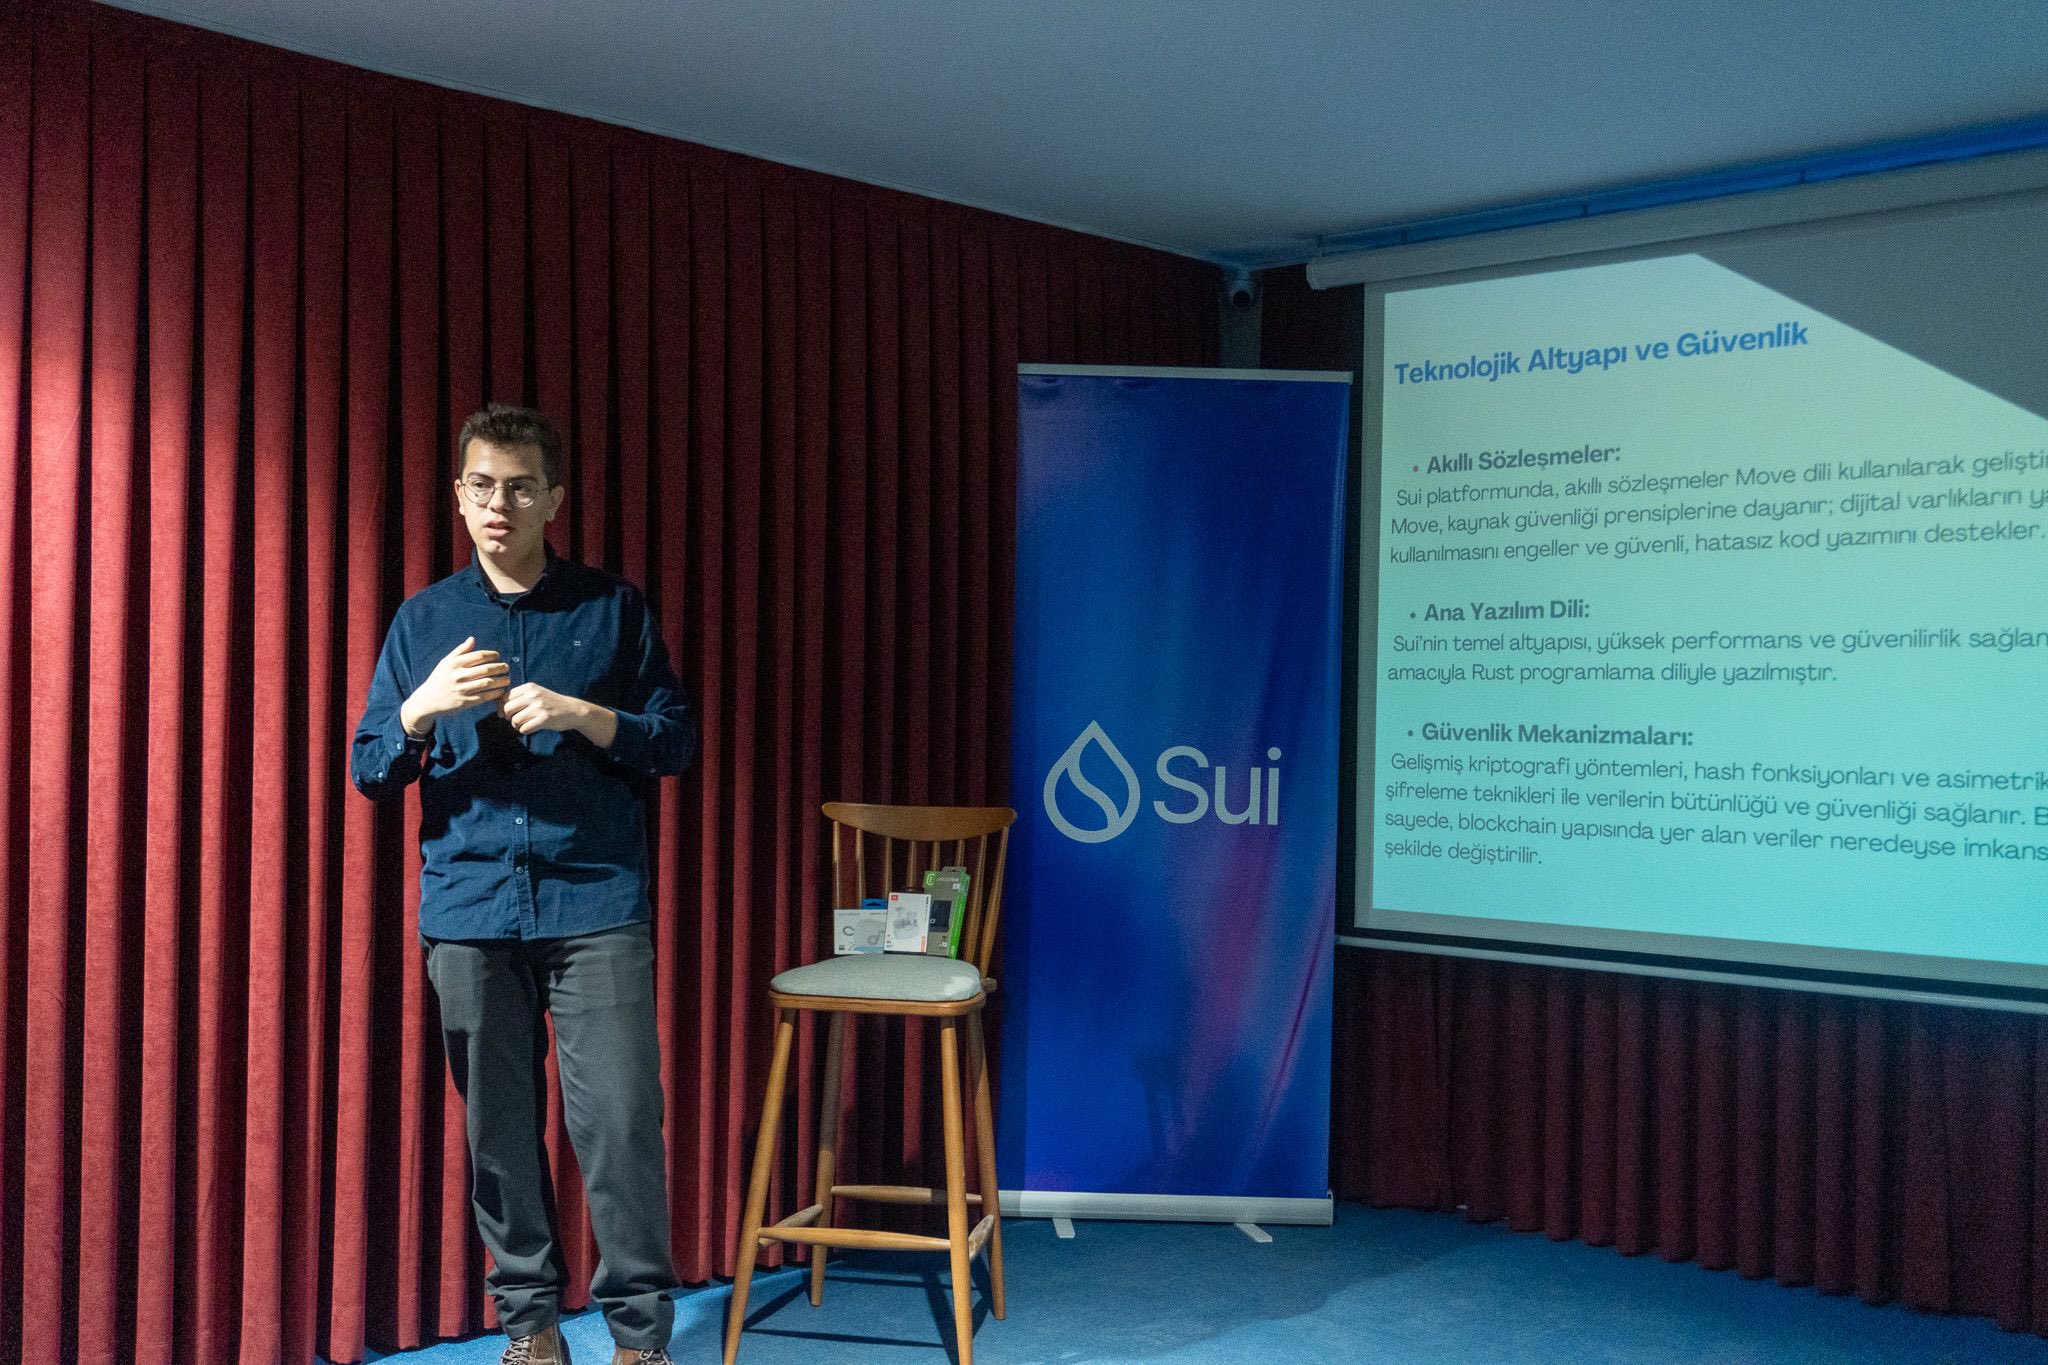 Teknolojik Altyapı ve Güvenlik
• Akıllı Sözleşmeler:
Sui platformunda, akıllı sözleşmeler Move dili kullanılarak
Move, kaynak güvenliği prensiplerine dayanır; dijital varlıkların
kullanılmasını engeller ve güvenli, hatasız kod yazımını destekler.
• Ana Yazılım Dili:
Sui'nin temel altyapısı, yüksek performans ve güvenilirlik
amacıyla Rust programlama diliyle yazılmıştır.
• Güvenlik Mekanizmaları:
Gelişmiş kriptografi yöntemleri, hash fonksiyonları ve asimetrik
şifreleme teknikleri ile verilerin bütünlüğü ve güvenliği sağlanır.
sayede, blockchain yapısında yer alan veriler neredeyse
şekilde değiştirilir.
Sui